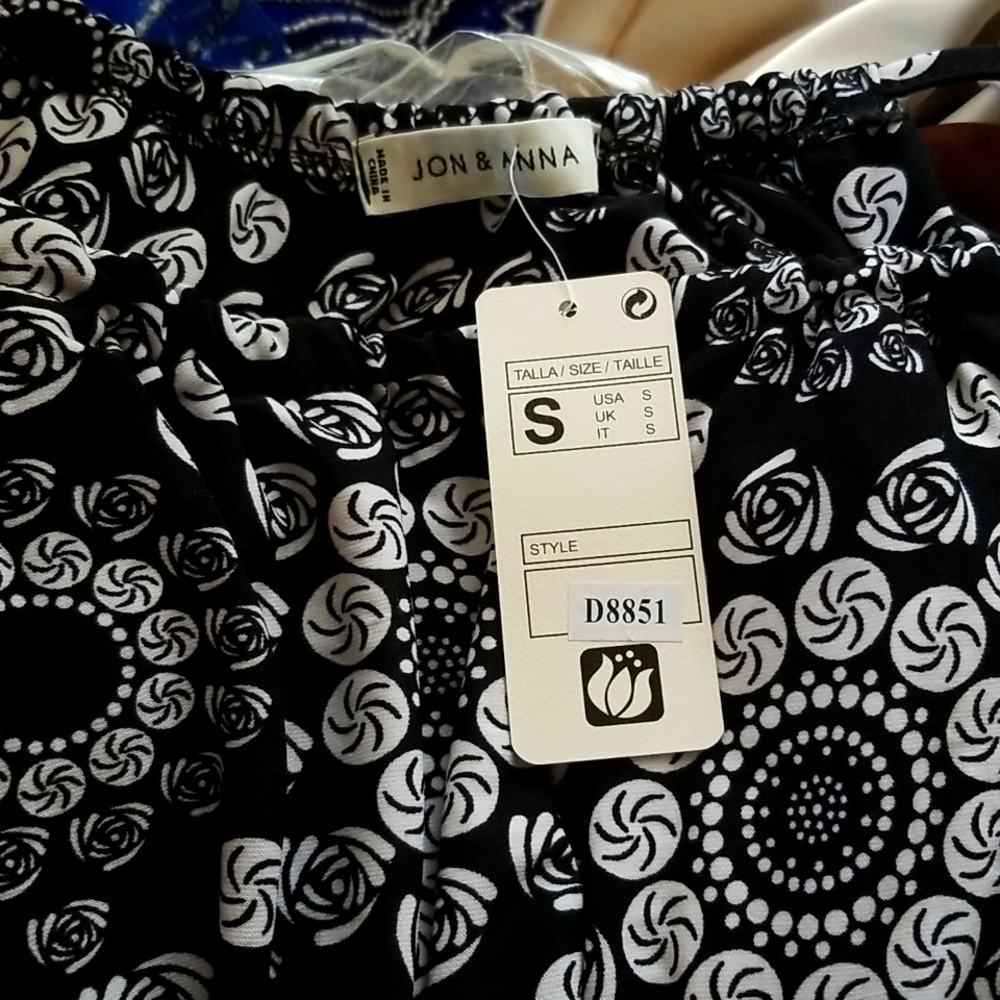 MADE IN
CHINA
JON & ANNA
TALLA / SIZE / TAILLE
S
USA S
UK S
IT S
STYLE
D8851